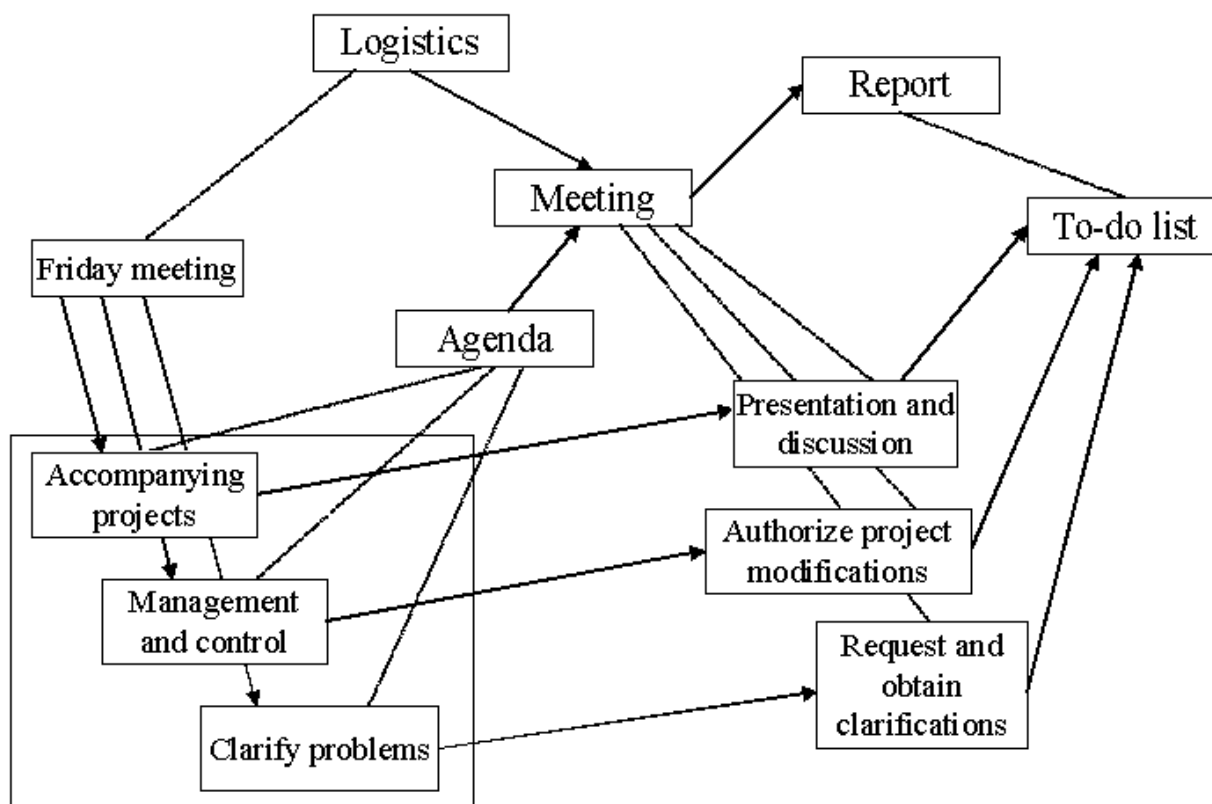 Logistics
Report
Meeting
To-do list
Friday meeting
Agenda
Presentation and
discussion
Accompanying
projects
Authorize project
modifications
Management
and control
Request and
obtain
clarifications
Clarify problems